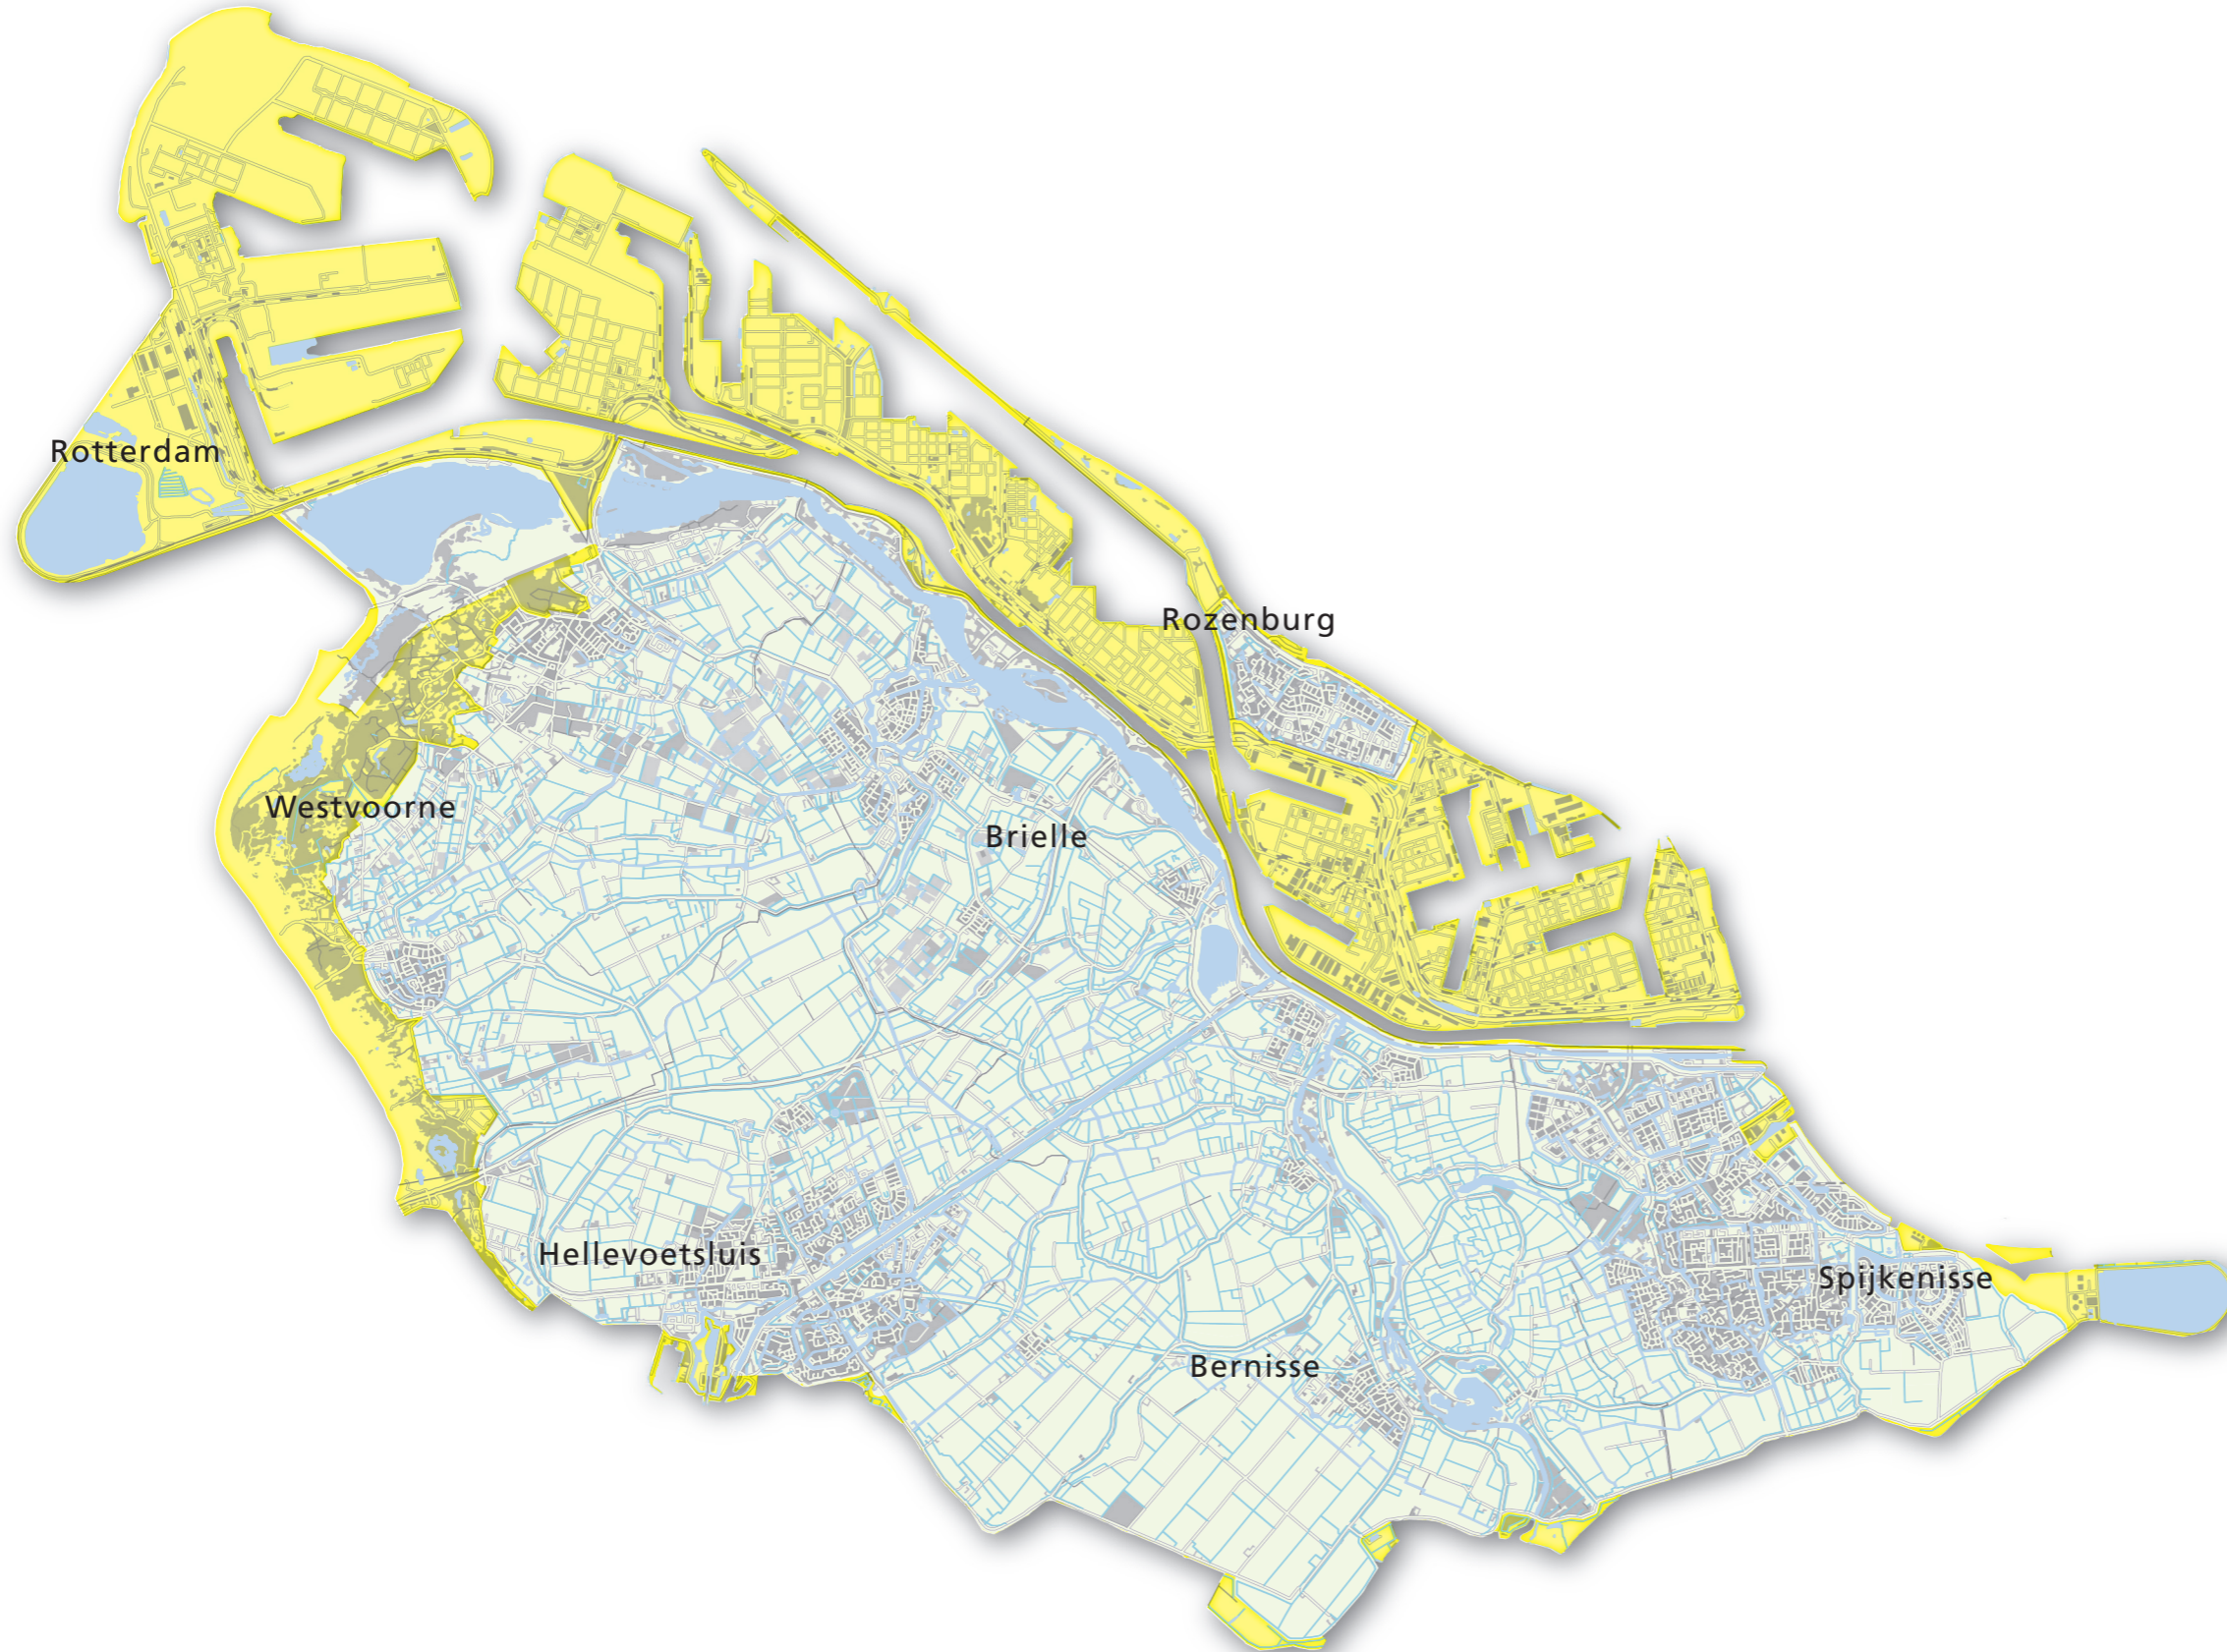 Rotterdam
Rozenburg
Westvoorne
Brielle
Hellevoetsluis
Spijkenisse
Bernisse